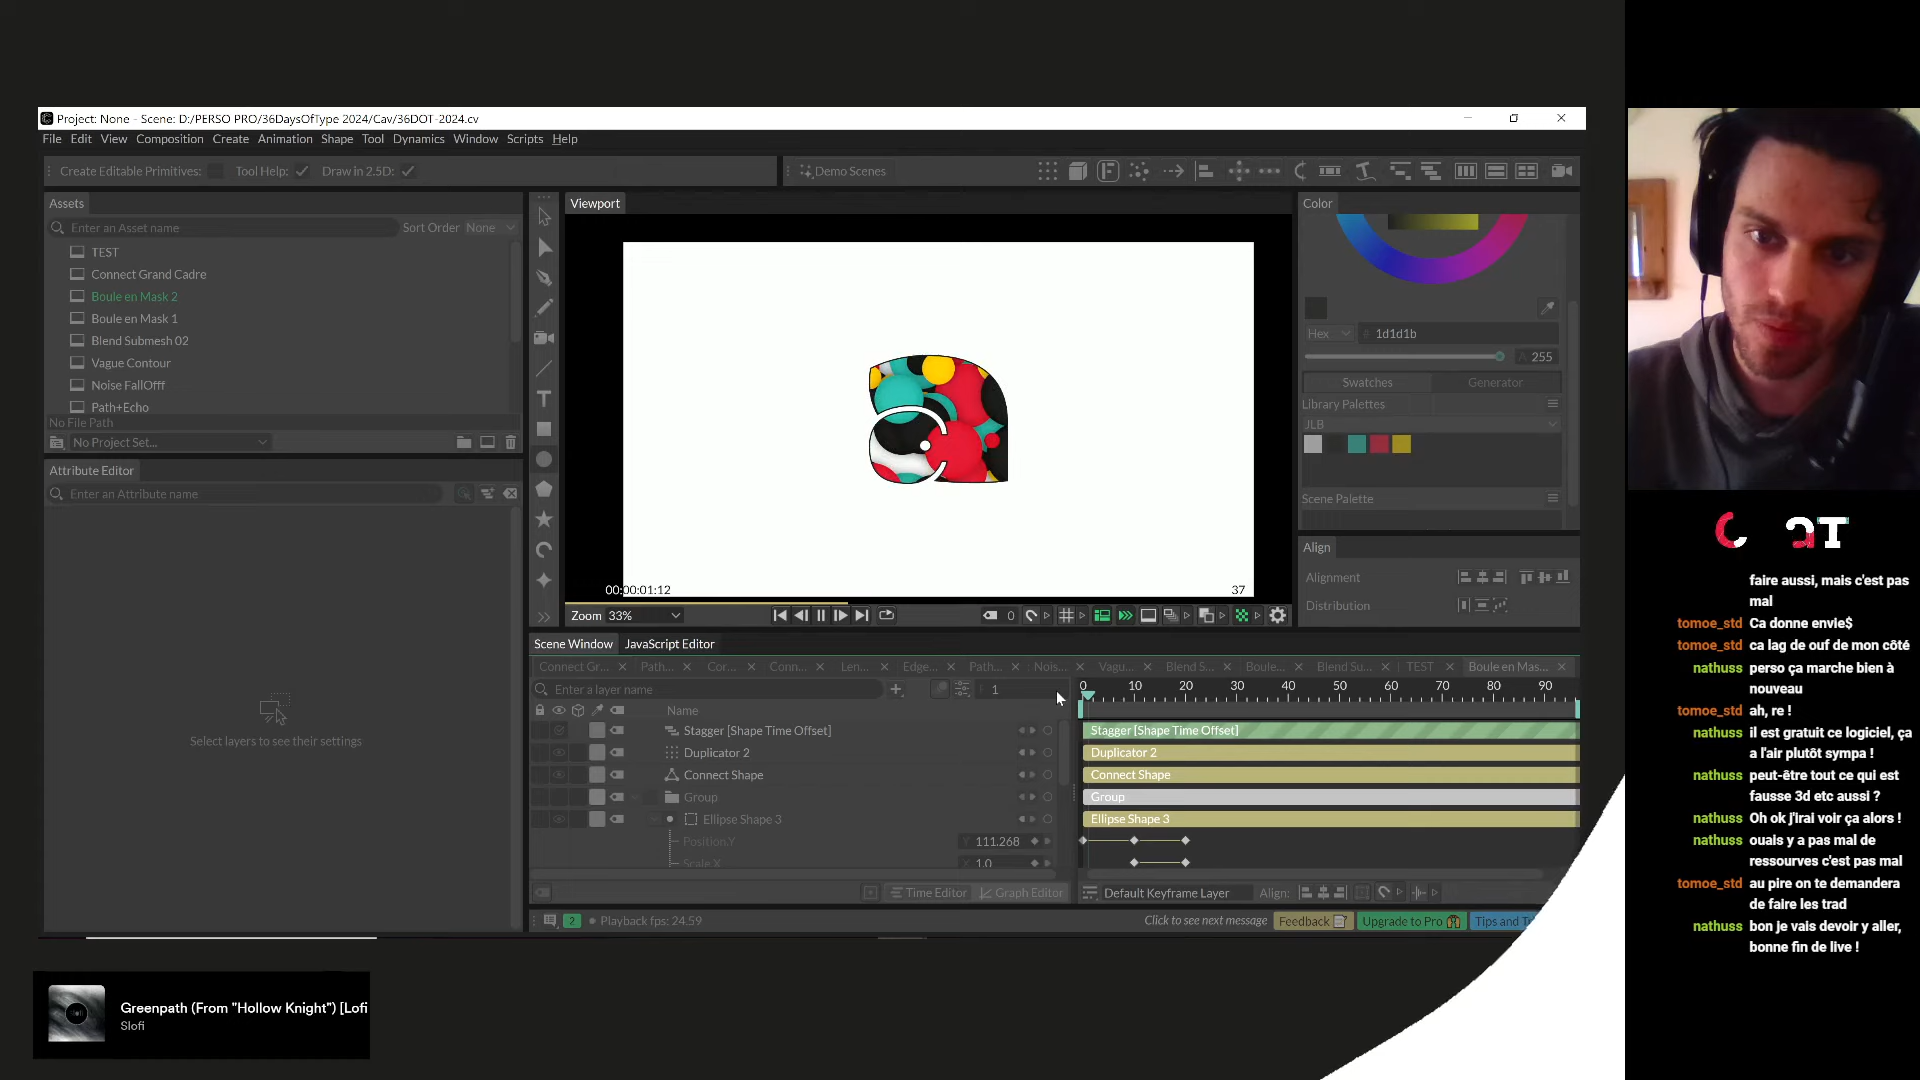 Project: None - Scene: D:/PERSO PRO/36DaysOfType 2024/Cav/36DOT-2024.cv
File Edit View Composition Create Animation Shape Tool Dynamics Window Scripts Help
Create Editable Primitives: Tool Help: Draw in 2.5D: Demo Scenes
Assets
Enter an Asset name Sort Order None
TEST
Connect Grand Cadre
Boule en Mask 2
Boule en Mask 1
Blend Submesh 02
Vague Contour
Noise FallOfff
Path+Echo
No File Path
No Project Set...
Attribute Editor
Enter an Attribute name
Select layers to see their settings
Viewport
00:00:01:12 37
Zoom 33% 0
Color
Hex 1d1d1b
255
Swatches Generator
Library Palettes
JLB
Scene Palette
Align
Alignment
Distribution
Scene Window JavaScript Editor
Connect Gr... Path... Cor... Conn... Len... Edge... Path... Nois... Vagu... Blend S... Boule... Blend Su... TEST Boule en Mas...
Enter a layer name 1
0 10 20 30 40 50 60 70 80 90
Name
Stagger [Shape Time Offset] Stagger [Shape Time Offset]
Duplicator 2 Duplicator 2
Connect Shape Connect Shape
Group Group
Ellipse Shape 3 Ellipse Shape 3
Position.Y Y 111.268
Scale.X 1.0
Time Editor Graph Editor Default Keyframe Layer Align:
2 Playback fps: 24.59 Click to see next message Feedback Upgrade to Pro
Greenpath (From "Hollow Knight") [Lofi
Slofi
faire aussi, mais c'est pas
mal
tomoe_std Ca donne envie$
tomoe_std ca lag de ouf de mon côté
nathuss perso ça marche bien à
nouveau
nathuss ah, re !
nathuss il est gratuit ce logiciel, ça
a l'air plutôt sympa !
nathuss peut-être tout ce qui est
fausse 3d etc aussi ?
nathuss Oh ok j'irai voir ça alors !
nathuss ouais y a pas mal de
ressourves c'est pas mal
tomoe_std au pire on te demandera
de faire les trad
nathuss bon je vais devoir y aller,
bonne fin de live !